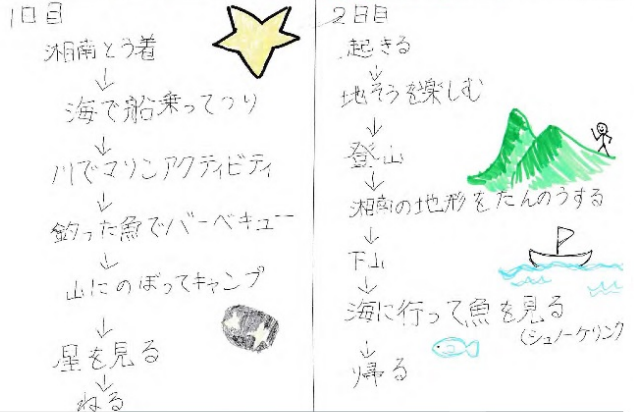 1日目
湘南とう着
↓
海で船乗ってつり
↓
川でマリンアクティビティ
↓
釣った魚でバーベキュー
↓
山にのぼってキャンプ
↓
星を見る
↓
ねる
2日目
起きる
↓
地そうを楽しむ
↓
登山
↓
湘南の地形をたんのうする
↓
下山
↓
海に行って魚を見る
(シュノーケリング
↓
帰る